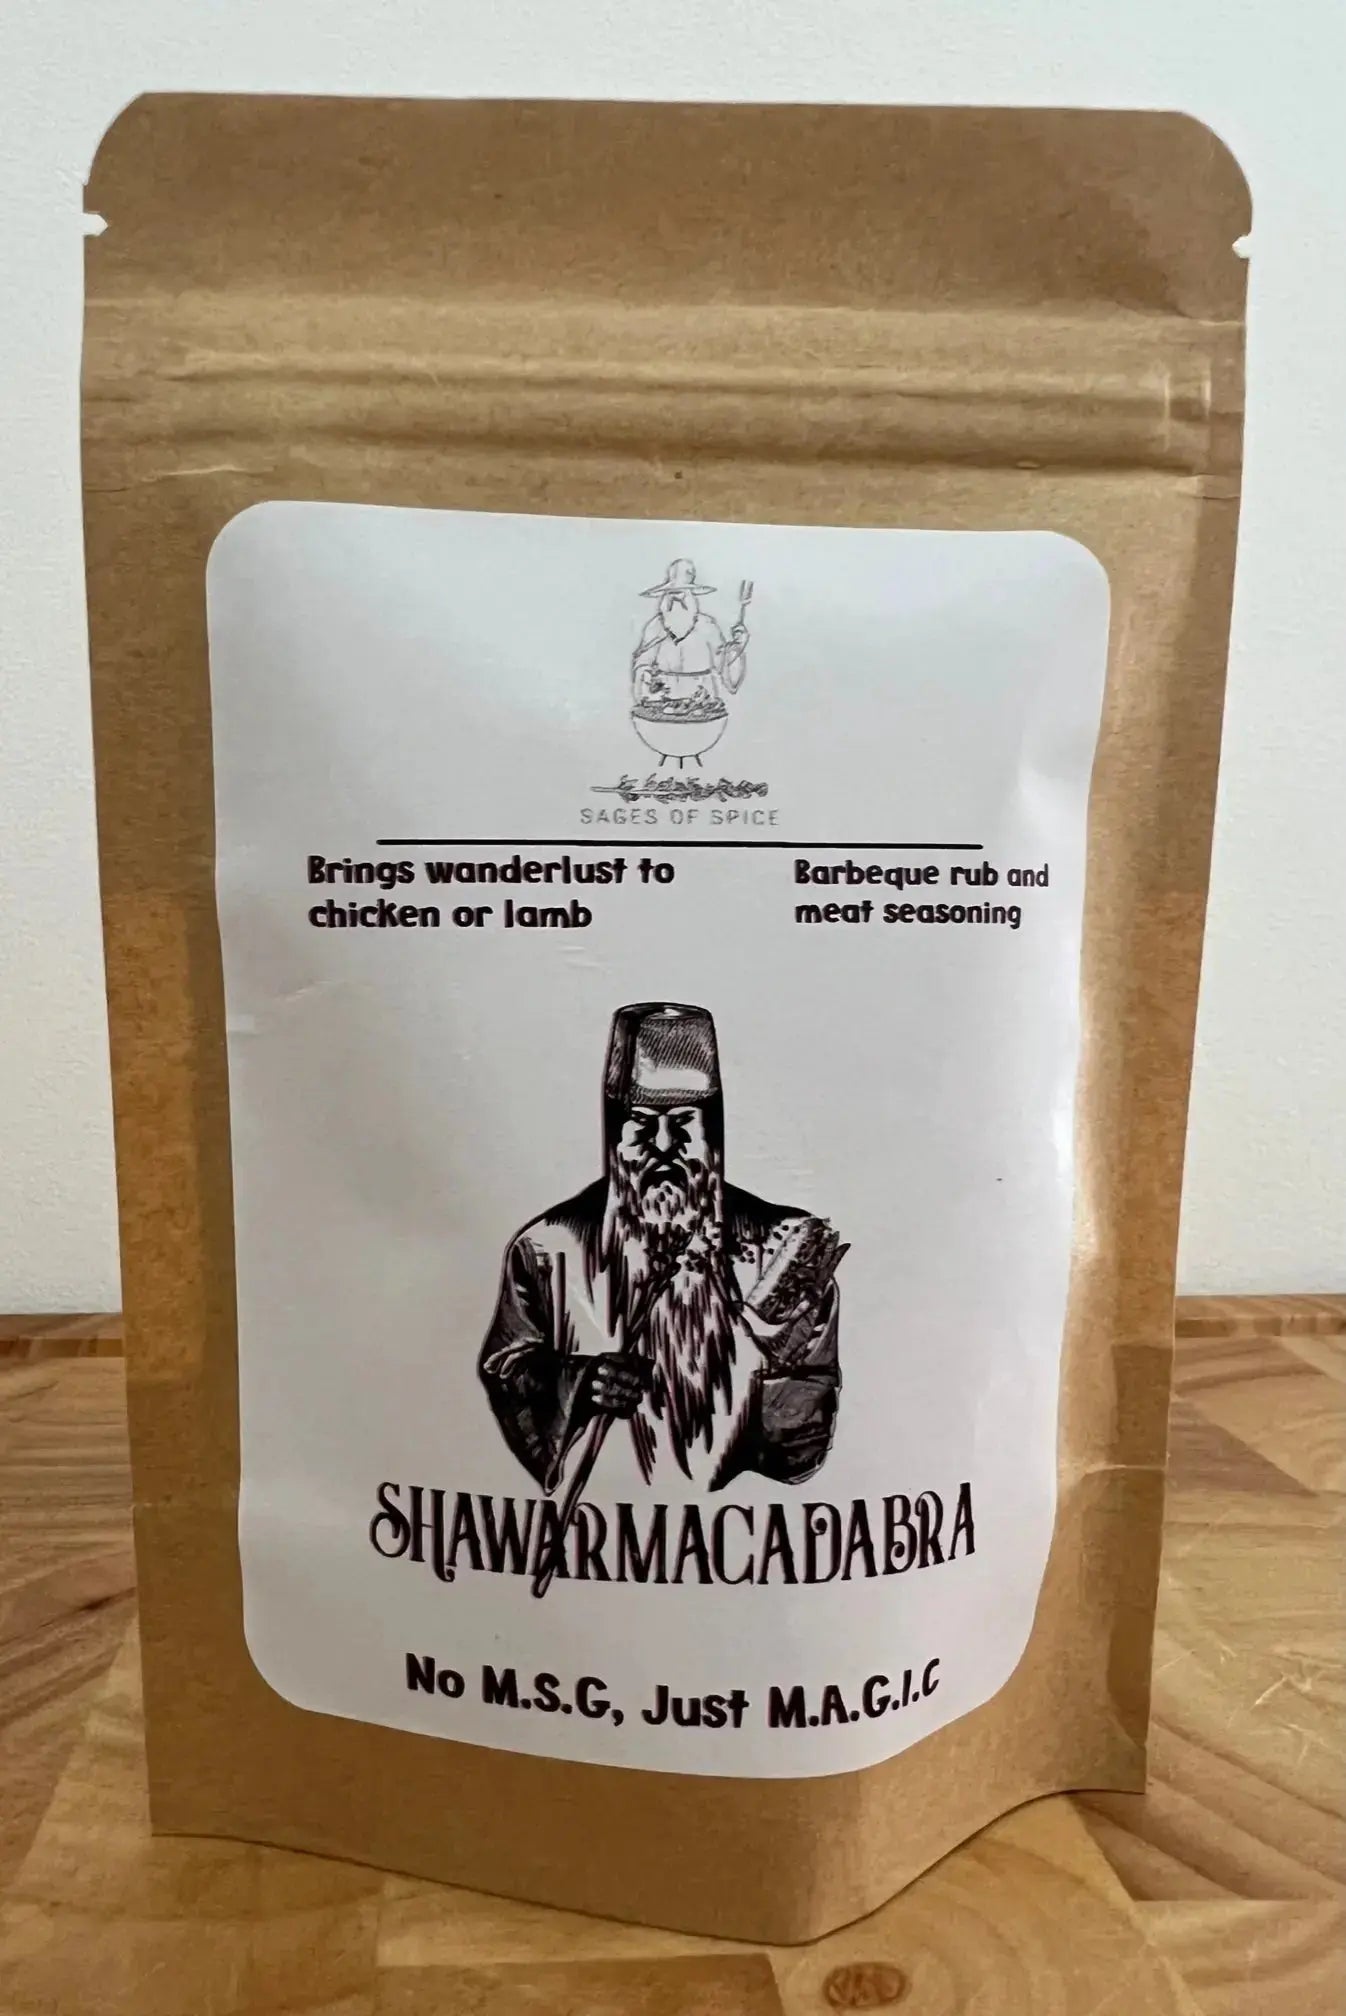 SAGES OF SPICE
Brings wanderlust to
chicken or lamb
Barbeque rub and
meat seasoning
SHAWARMACADABRA
No M.S.G, Just M.A.G.I.C